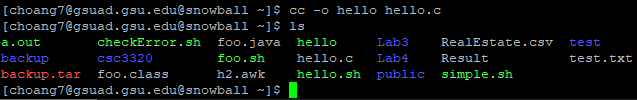 [choang7@gsuad.gsu.edu@snowball ~]$ cc -o hello hello.c
[choang7@gsuad.gsu.edu@snowball ~]$ ls
a.out checkError.sh foo.java hello Lab3 RealEstate.csv test
backup csc3320 foo.sh hello.c Lab4 Result test.txt
backup.tar foo.class h2.awk hello.sh public simple.sh
[choang7@gsuad.gsu.edu@snowball ~]$